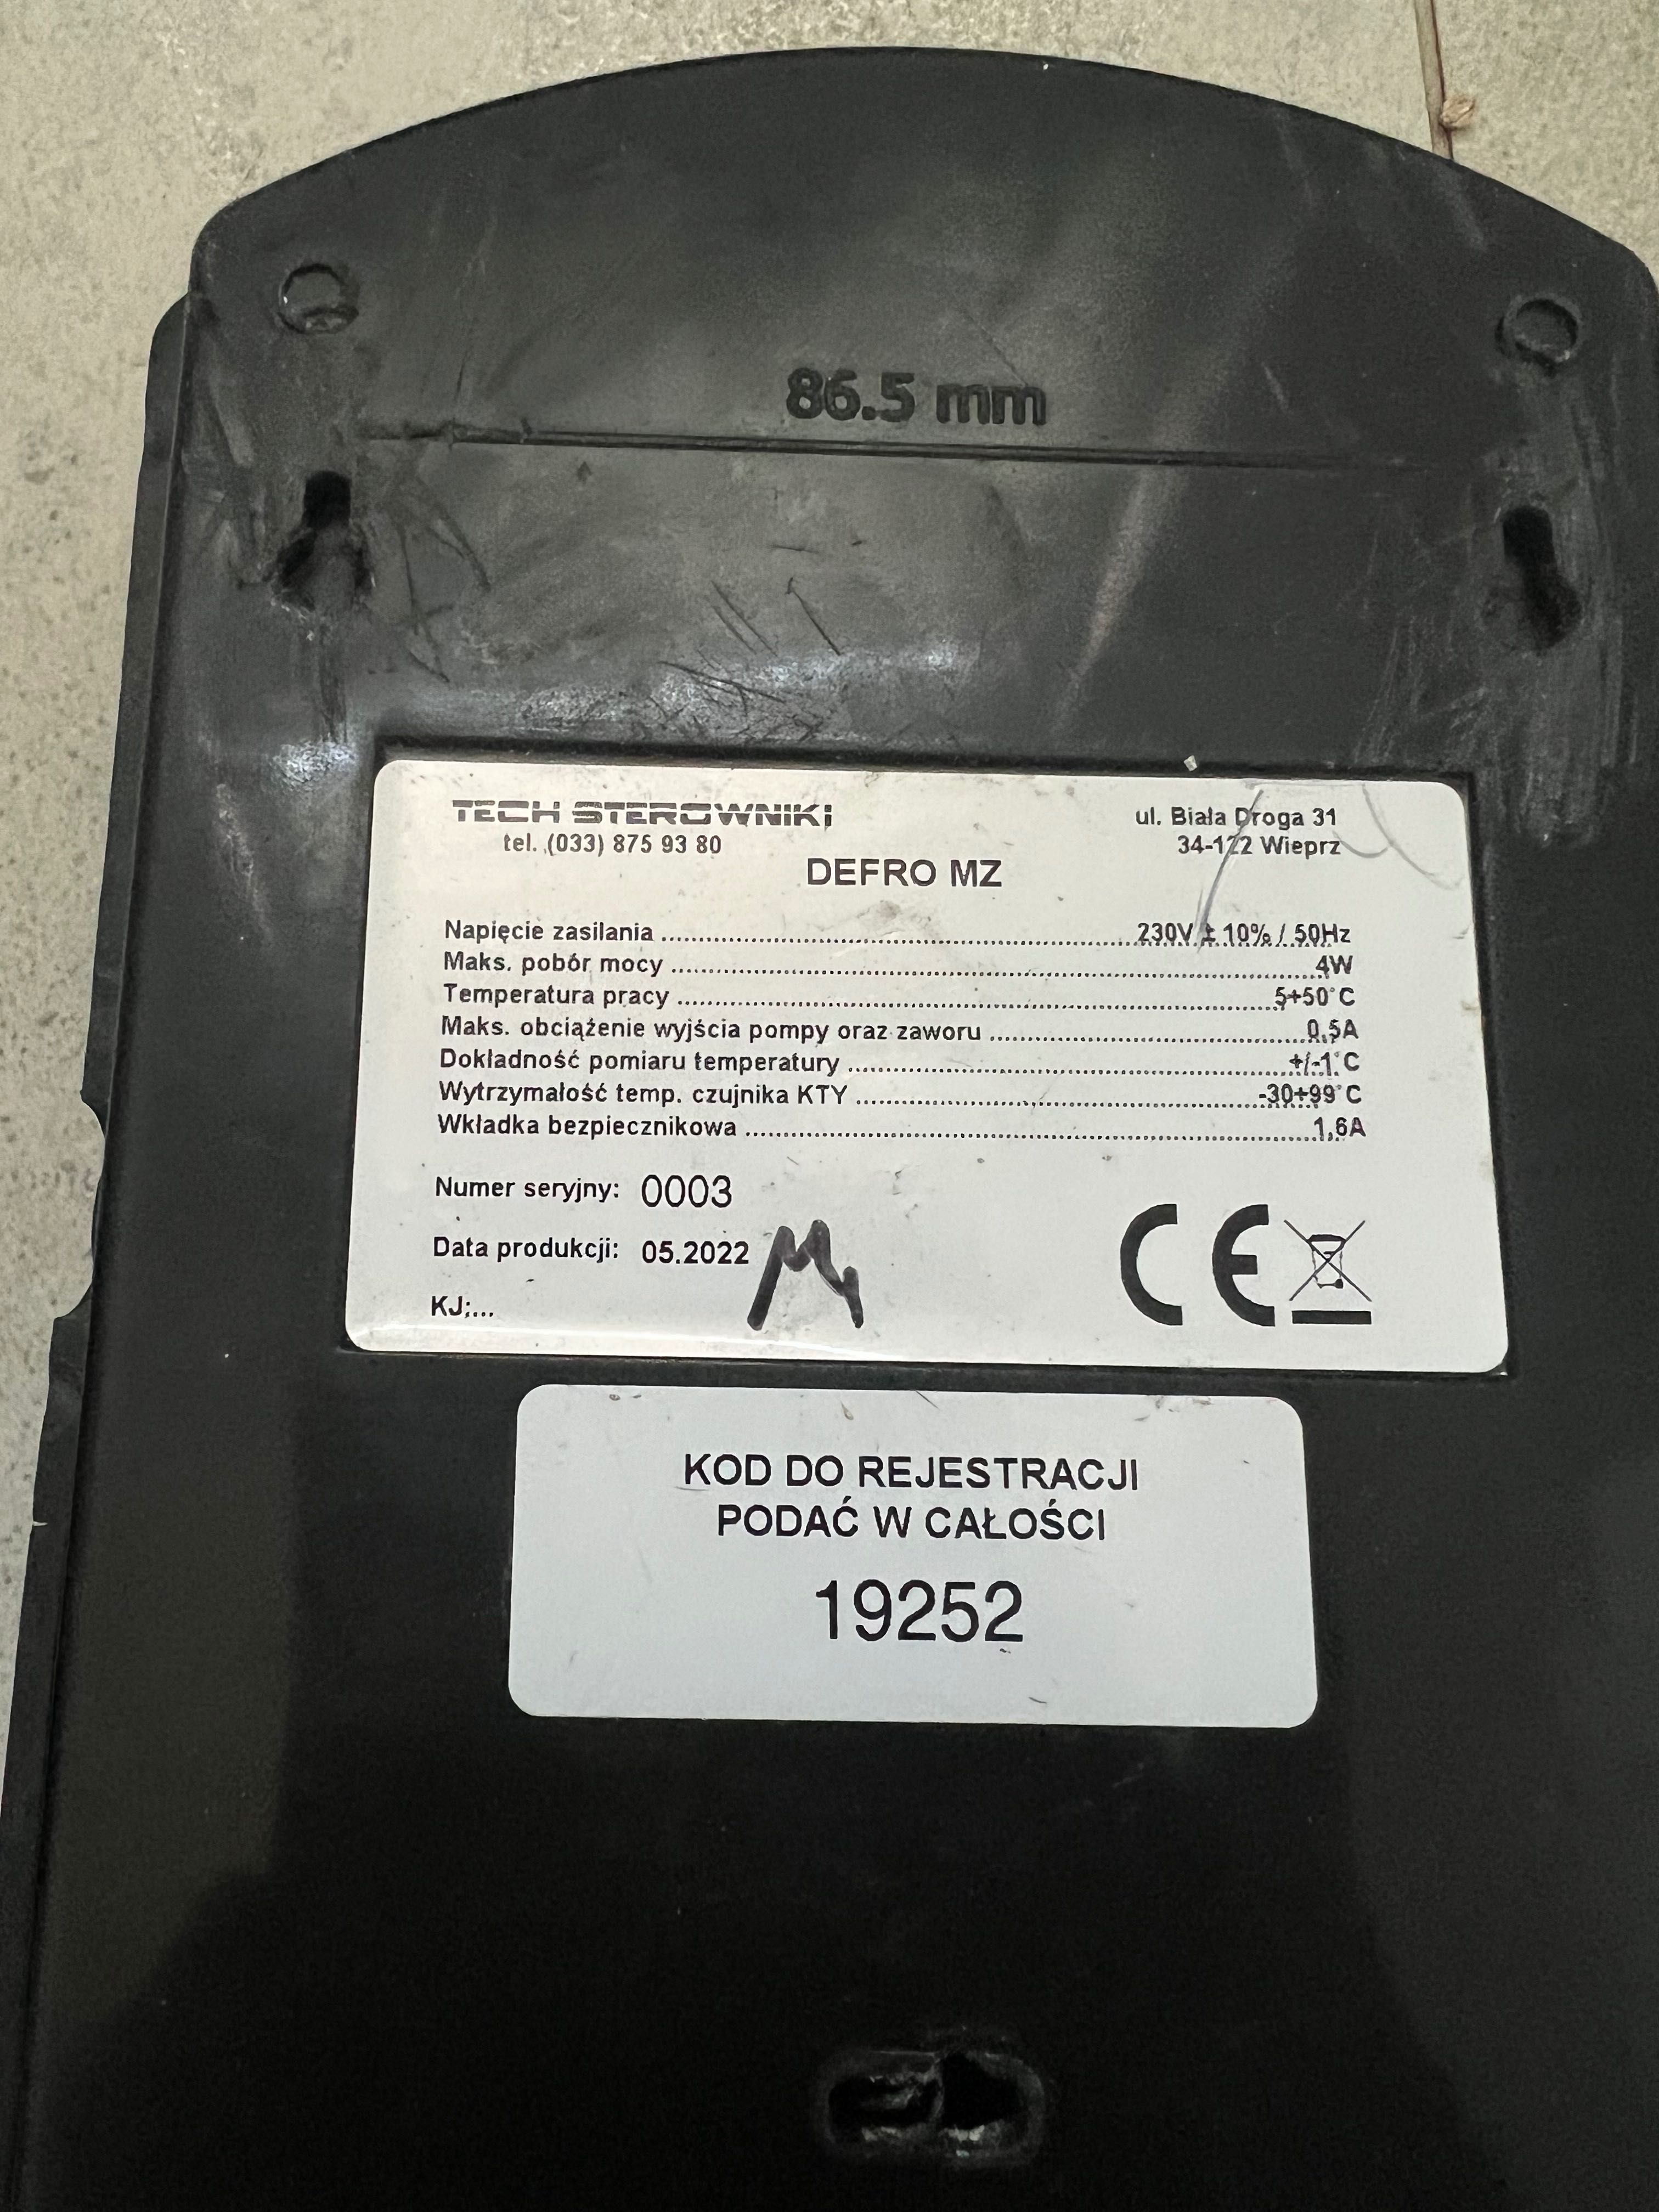 86.5 mm
TECH STEROWNIKI
tel. (033) 875 93 80
ul. Biała Droga 31
34-122 Wieprz
DEFRO MZ
Napięcie zasilania ........ 230V ± 10% / 50Hz
Maks. pobór mocy ........ 4W
Temperatura pracy ........ 5÷50°C
Maks. obciążenie wyjścia pompy oraz zaworu ........ 0,5A
Dokładność pomiaru temperatury ........ +/-1°C
Wytrzymałość temp. czujnika KTY ........ -30÷99°C
Wkładka bezpiecznikowa ........ 1,6A
Numer seryjny: 0003
Data produkcji: 05.2022
KJ:...
CE
KOD DO REJESTRACJI
PODAĆ W CAŁOŚCI
19252